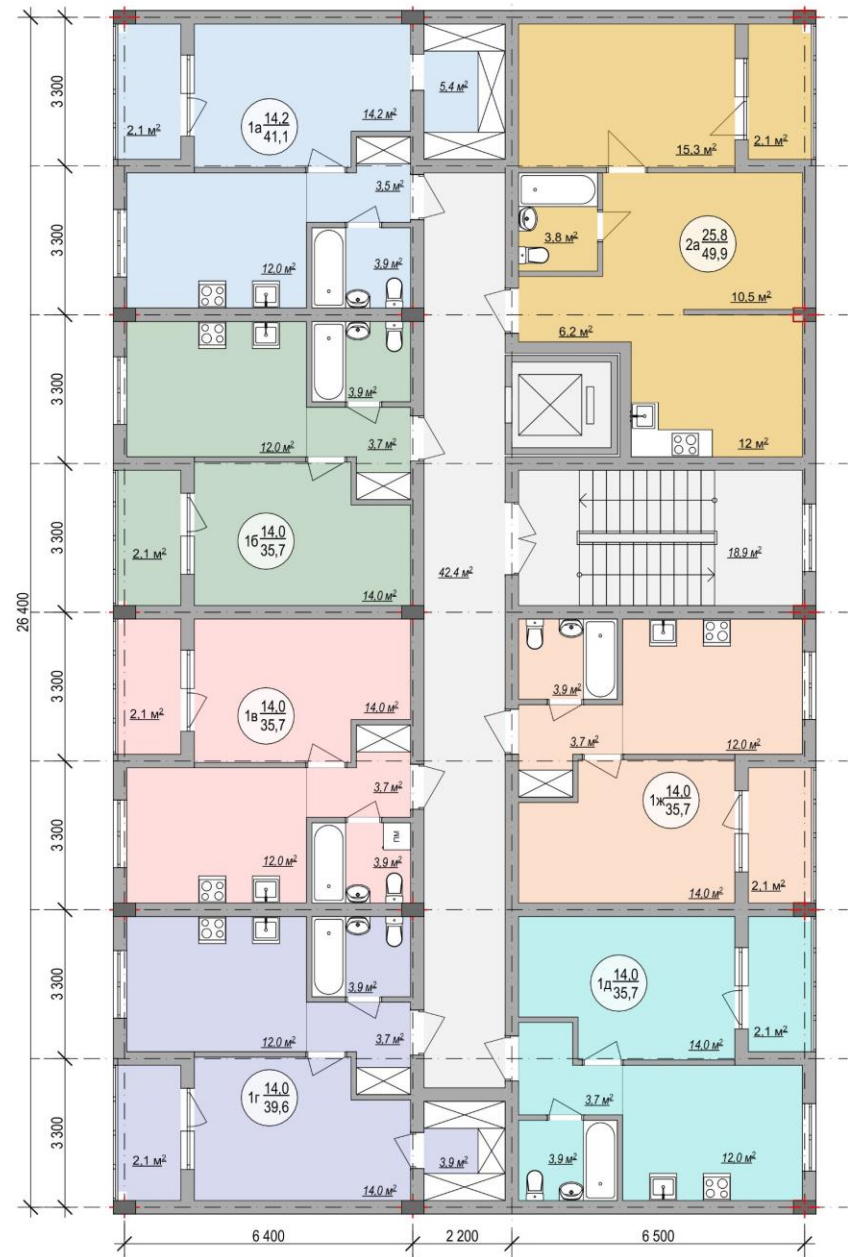 3 300
3 300
3 300
3 300
3 300
3 300
3 300
3 300
26 400
2.1 м²
1а 14,2
41,1
14,2 м²
5,4 м²
15.3 м²
2.1 м²
3,5 м²
12,0 м²
3,9 м²
3.8 м²
2а 25.8
49,9
10.5 м²
6.2 м²
3,9 м²
12,0 м²
3,7 м²
12 м²
2.1 м²
1б 14,0
35,7
14,0 м²
42,4 м²
18,9 м²
2.1 м²
1в 14,0
35,7
14,0 м²
3,9 м²
3,7 м²
12,0 м²
3,7 м²
12,0 м²
ПМ
3,9 м²
1ж 14,0
35,7
14,0 м²
2,1 м²
3,9 м²
12,0 м²
3,7 м²
1д 14,0
35,7
14,0 м²
2,1 м²
1г 14,0
39,6
2.1 м²
14,0 м²
3,9 м²
3,7 м²
3,9 м²
12,0 м²
6 400
2 200
6 500